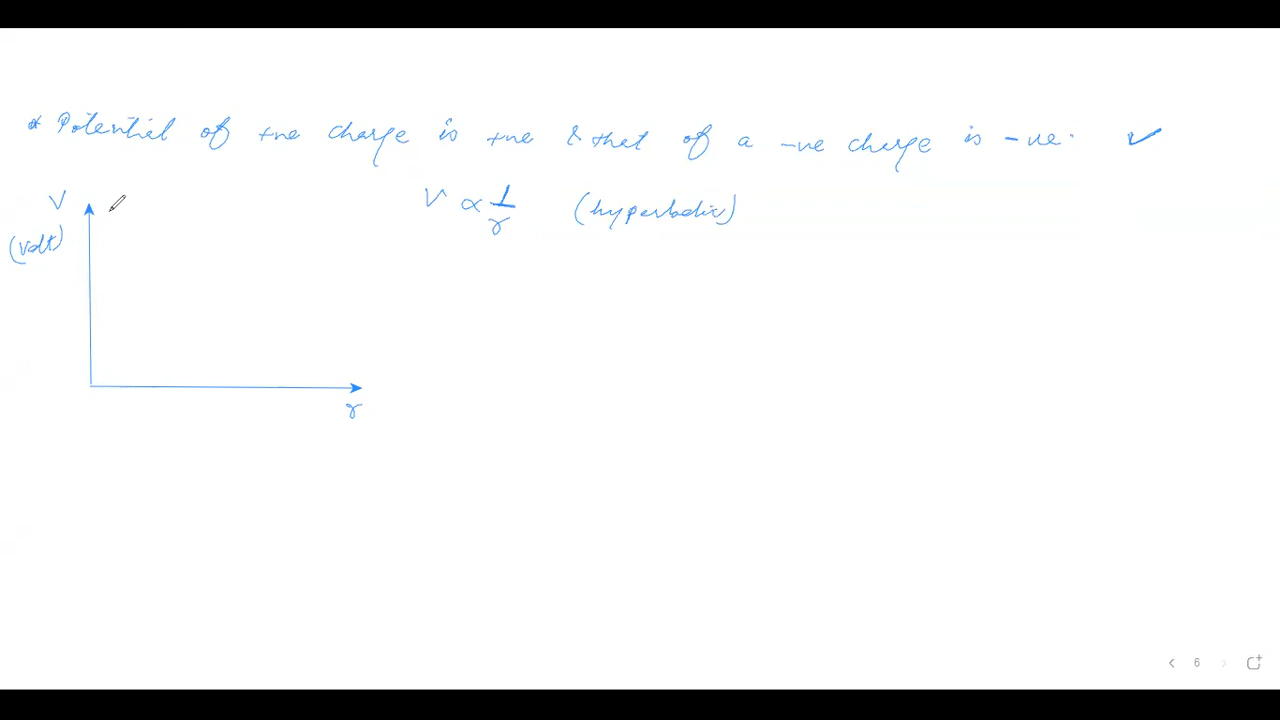 * Potential of +ve charge is +ve & that of a -ve charge is -ve. ✓
V
(volt)
V ∝ 1/r (hyperbolic)
r
6